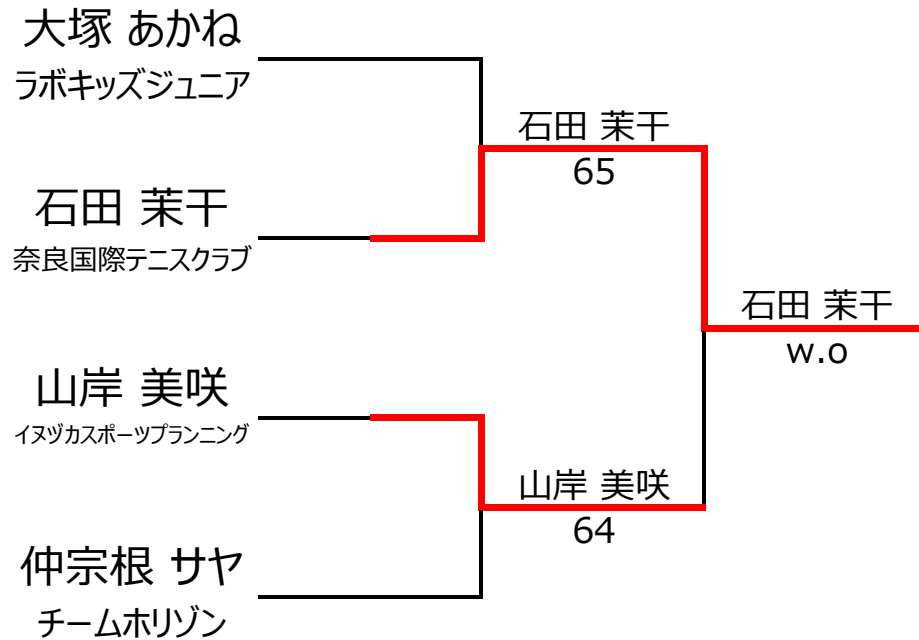 大塚 あかね
ラボキッズジュニア
石田 茉干
65
石田 茉干
奈良国際テニスクラブ
石田 茉干
w.o
山岸 美咲
イヌヅカスポーツプランニング
山岸 美咲
64
仲宗根 サヤ
チームホリゾン